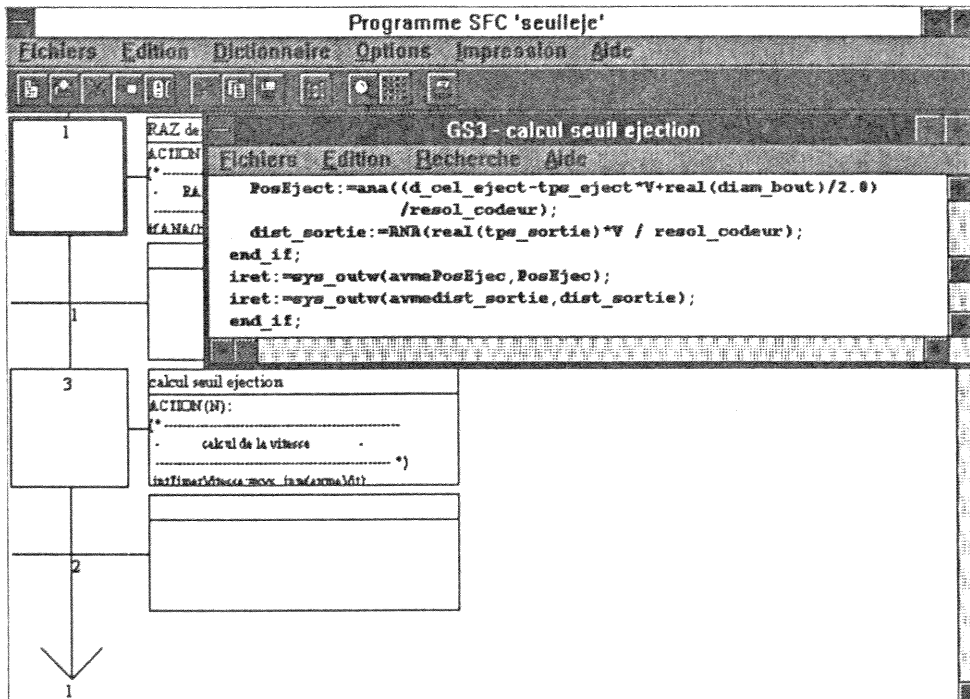 Programme SFC 'seuilleje'
Fichiers Edition Dictionnaire Options Impression Aide
1
RAZ de
ACTION
(* --------
- RA
GS3 - calcul seuil ejection
Fichiers Edition Recherche Aide
PosEject:=ana((d_cel_eject-tps_eject*V+real(diam_bout)/2.0)
/resol_codeur);
dist_sortie:=ANA(real(tps_sortie)*V / resol_codeur);
end_if;
iret:=sys_outw(avmePosEjec,PosEjec);
iret:=sys_outw(avmedist_sortie,dist_sortie);
end_if;
1
3
calcul seuil ejection
ACTION(N):
(* ----------------------------------------
- calcul de la vitesse -
---------------------------------------- *)
2
1